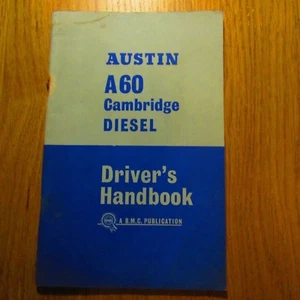 AUSTIN
A60
Cambridge
DIESEL
Driver's
Handbook
A B.M.C. PUBLICATION